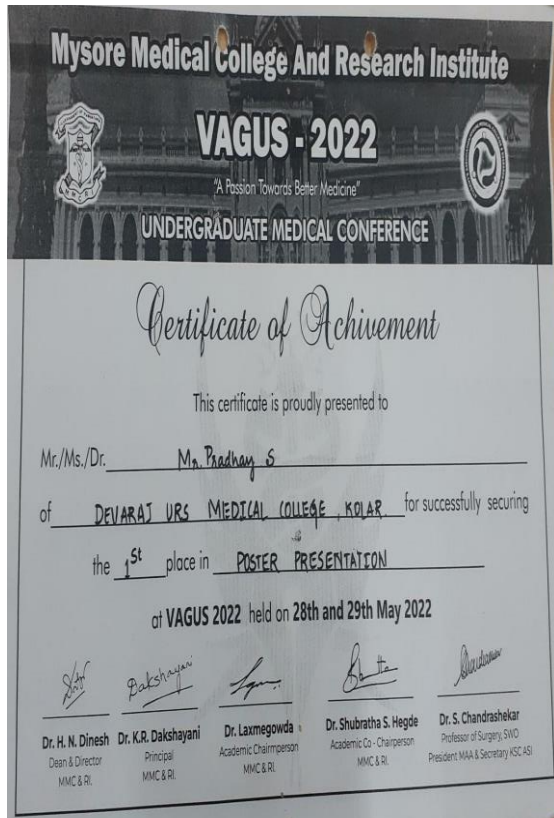 Mysore Medical College And Research Institute
VAGUS - 2022
"A Passion Towards Better Medicine"
UNDERGRADUATE MEDICAL CONFERENCE
Certificate of Achivement
This certificate is proudly presented to
Mr./Ms./Dr. Mr. Pradhay S
of DEVARAJ URS MEDICAL COLLEGE, KOLAR for successfully securing
the 1st place in POSTER PRESENTATION
at VAGUS 2022 held on 28th and 29th May 2022
Dakshayani
Dr. H. N. Dinesh Dr. K.R. Dakshayani Dr. Laxmegowda Dr. Shubratha S. Hegde Dr. S. Chandrashekar
Dean & Director Principal Academic Chairmperson Academic Co - Chairperson Professor of Surgery, SWO
MMC & RI. MMC & RI. MMC & RI. MMC & RI. President MAA & Secretary KSC ASI